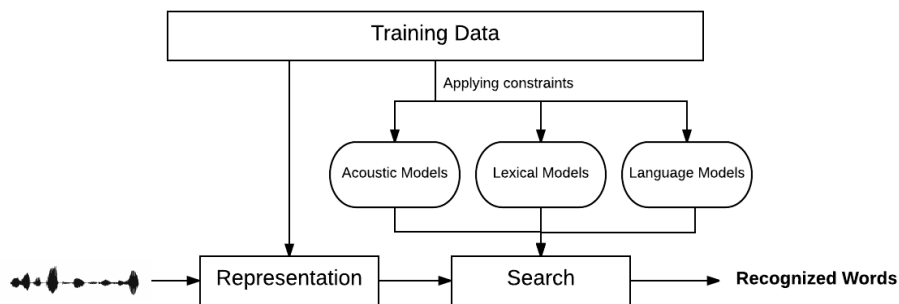 Training Data
Applying constraints
Acoustic Models
Lexical Models
Language Models
Representation
Search
Recognized Words